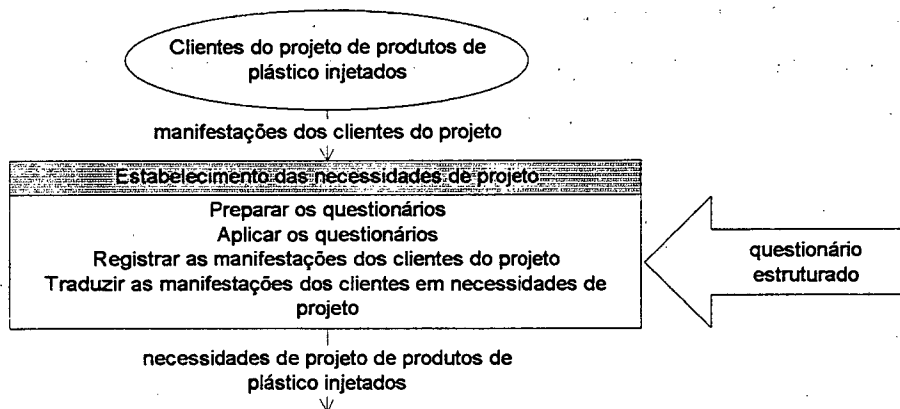 Clientes do projeto de produtos de
plástico injetados
manifestações dos clientes do projeto
Estabelecimento das necessidades de projeto
Preparar os questionários
Aplicar os questionários
Registrar as manifestações dos clientes do projeto
Traduzir as manifestações dos clientes em necessidades de
projeto
questionário
estruturado
necessidades de projeto de produtos de
plástico injetados